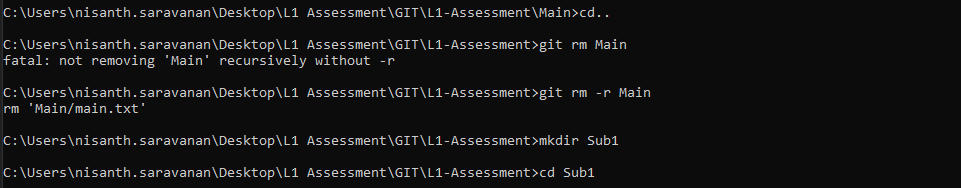 C:\Users\nisanth.saravanan\Desktop\L1 Assessment\GIT\L1-Assessment\Main>cd..
C:\Users\nisanth.saravanan\Desktop\L1 Assessment\GIT\L1-Assessment>git rm Main
fatal: not removing 'Main' recursively without -r
C:\Users\nisanth.saravanan\Desktop\L1 Assessment\GIT\L1-Assessment>git rm -r Main
rm 'Main/main.txt'
C:\Users\nisanth.saravanan\Desktop\L1 Assessment\GIT\L1-Assessment>mkdir Sub1
C:\Users\nisanth.saravanan\Desktop\L1 Assessment\GIT\L1-Assessment>cd Sub1